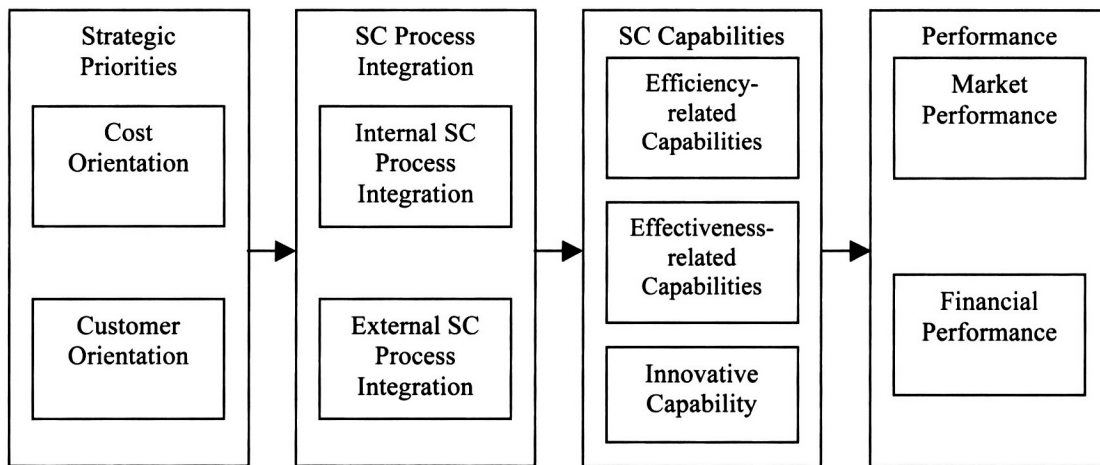 Strategic
Priorities
Cost
Orientation
Customer
Orientation
SC Process
Integration
Internal SC
Process
Integration
External SC
Process
Integration
SC Capabilities
Efficiency-
related
Capabilities
Effectiveness-
related
Capabilities
Innovative
Capability
Performance
Market
Performance
Financial
Performance